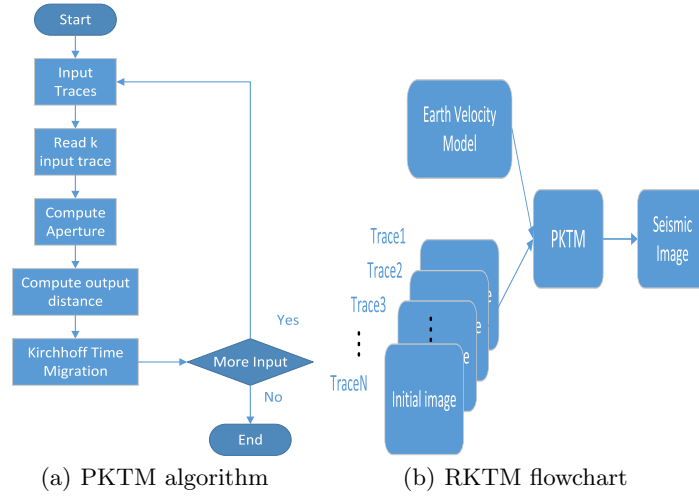 Start
Input
Traces
Read k
input trace
Compute
Aperture
Compute output
distance
Kirchhoff Time
Migration
Yes
More Input
No
End
(a) PKTM algorithm
Earth Velocity
Model
Trace1
Trace2
Trace3
TraceN
Initial image
PKTM
Seismic
Image
(b) RKTM flowchart